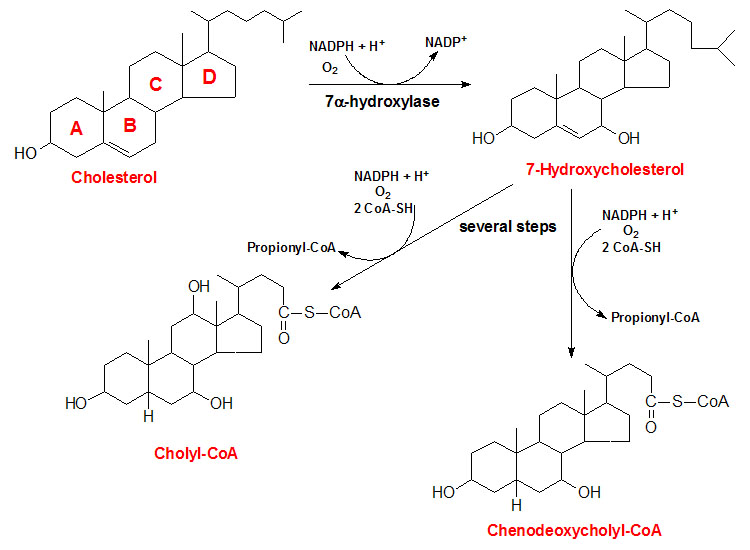 NADPH + H+
NADP+
O2
7α-hydroxylase
A
B
C
D
HO
Cholesterol
HO
OH
7-Hydroxycholesterol
NADPH + H+
O2
2 CoA-SH
several steps
Propionyl-CoA
NADPH + H+
O2
2 CoA-SH
Propionyl-CoA
OH
C—S—CoA
O
HO
H
OH
Cholyl-CoA
C—S—CoA
O
HO
H
OH
Chenodeoxycholyl-CoA